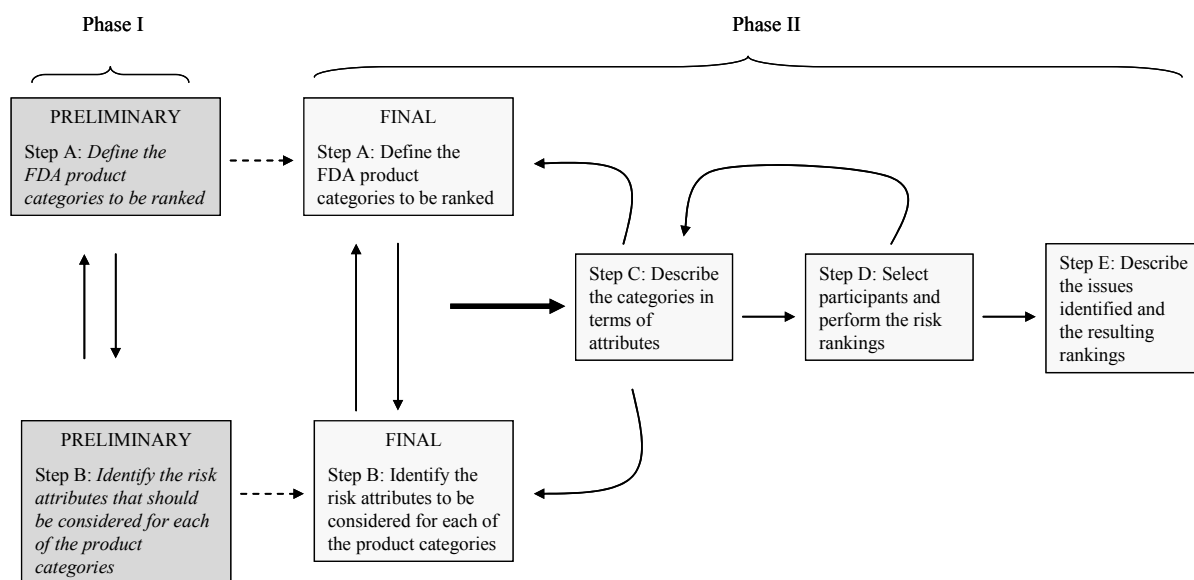 Phase I
Phase II
PRELIMINARY
Step A: Define the
FDA product
categories to be ranked
FINAL
Step A: Define the
FDA product
categories to be ranked
Step C: Describe
the categories in
terms of
attributes
Step D: Select
participants and
perform the risk
rankings
Step E: Describe
the issues
identified and
the resulting
rankings
PRELIMINARY
Step B: Identify the risk
attributes that should
be considered for each
of the product
categories
FINAL
Step B: Identify the
risk attributes to be
considered for each of
the product categories